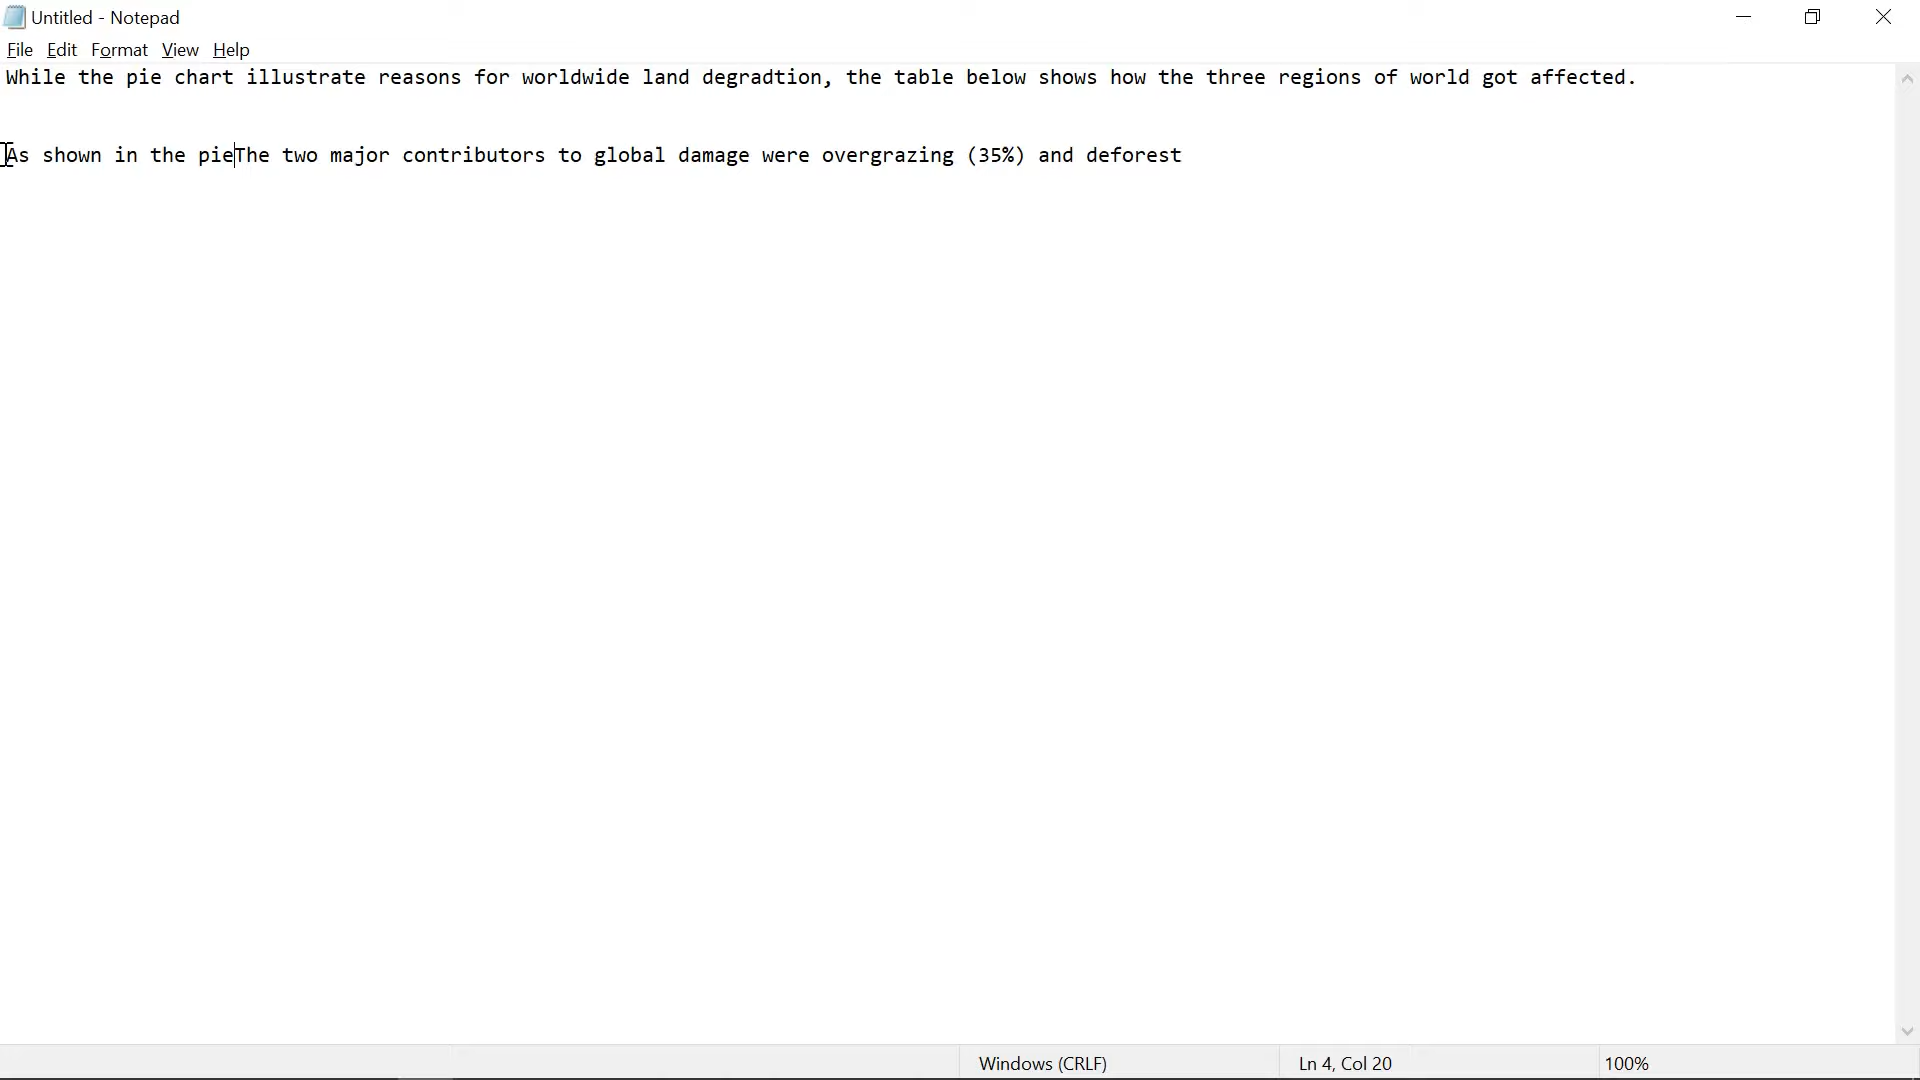 Untitled - Notepad
File Edit Format View Help
While the pie chart illustrate reasons for worldwide land degradtion, the table below shows how the three regions of world got affected.
As shown in the pieThe two major contributors to global damage were overgrazing (35%) and deforest
Windows (CRLF) Ln 4, Col 20 100%